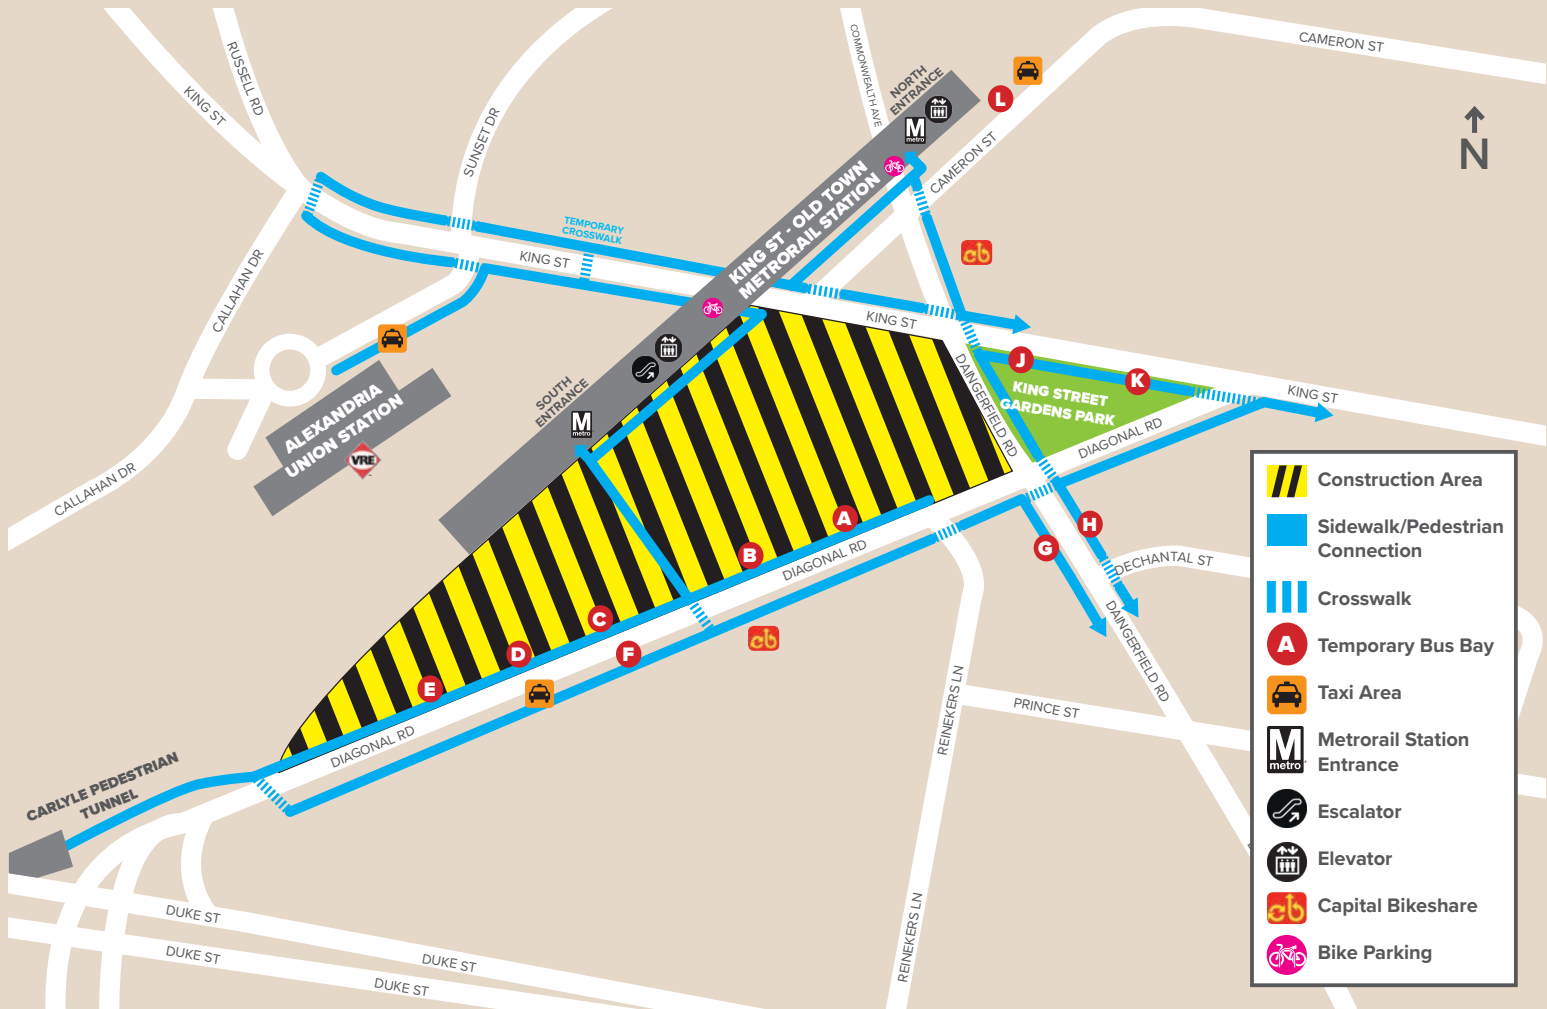 RUSSELL RD
KING ST
SUNSET DR
COMMONWEALTH AVE
NORTH
ENTRANCE
M
metro
L
CAMERON ST
CAMERON ST
N
KING ST - OLD TOWN
METRORAIL STATION
TEMPORARY
CROSSWALK
KING ST
CALLAHAN DR
KING ST
J
K
KING STREET
GARDENS PARK
KING ST
DAINGERFIELD RD
DIAGONAL RD
SOUTH
ENTRANCE
M
metro
ALEXANDRIA
UNION STATION
VRE
CALLAHAN DR
A
B
C
D
E
F
G
H
DIAGONAL RD
DECHANTAL ST
DAINGERFIELD RD
REINEKERS LN
PRINCE ST
DIAGONAL RD
CARLYLE PEDESTRIAN
TUNNEL
DUKE ST
DUKE ST
DUKE ST
DUKE ST
REINEKERS LN
Construction Area
Sidewalk/Pedestrian
Connection
Crosswalk
A
Temporary Bus Bay
Taxi Area
M
metro
Metrorail Station
Entrance
Escalator
Elevator
Capital Bikeshare
Bike Parking